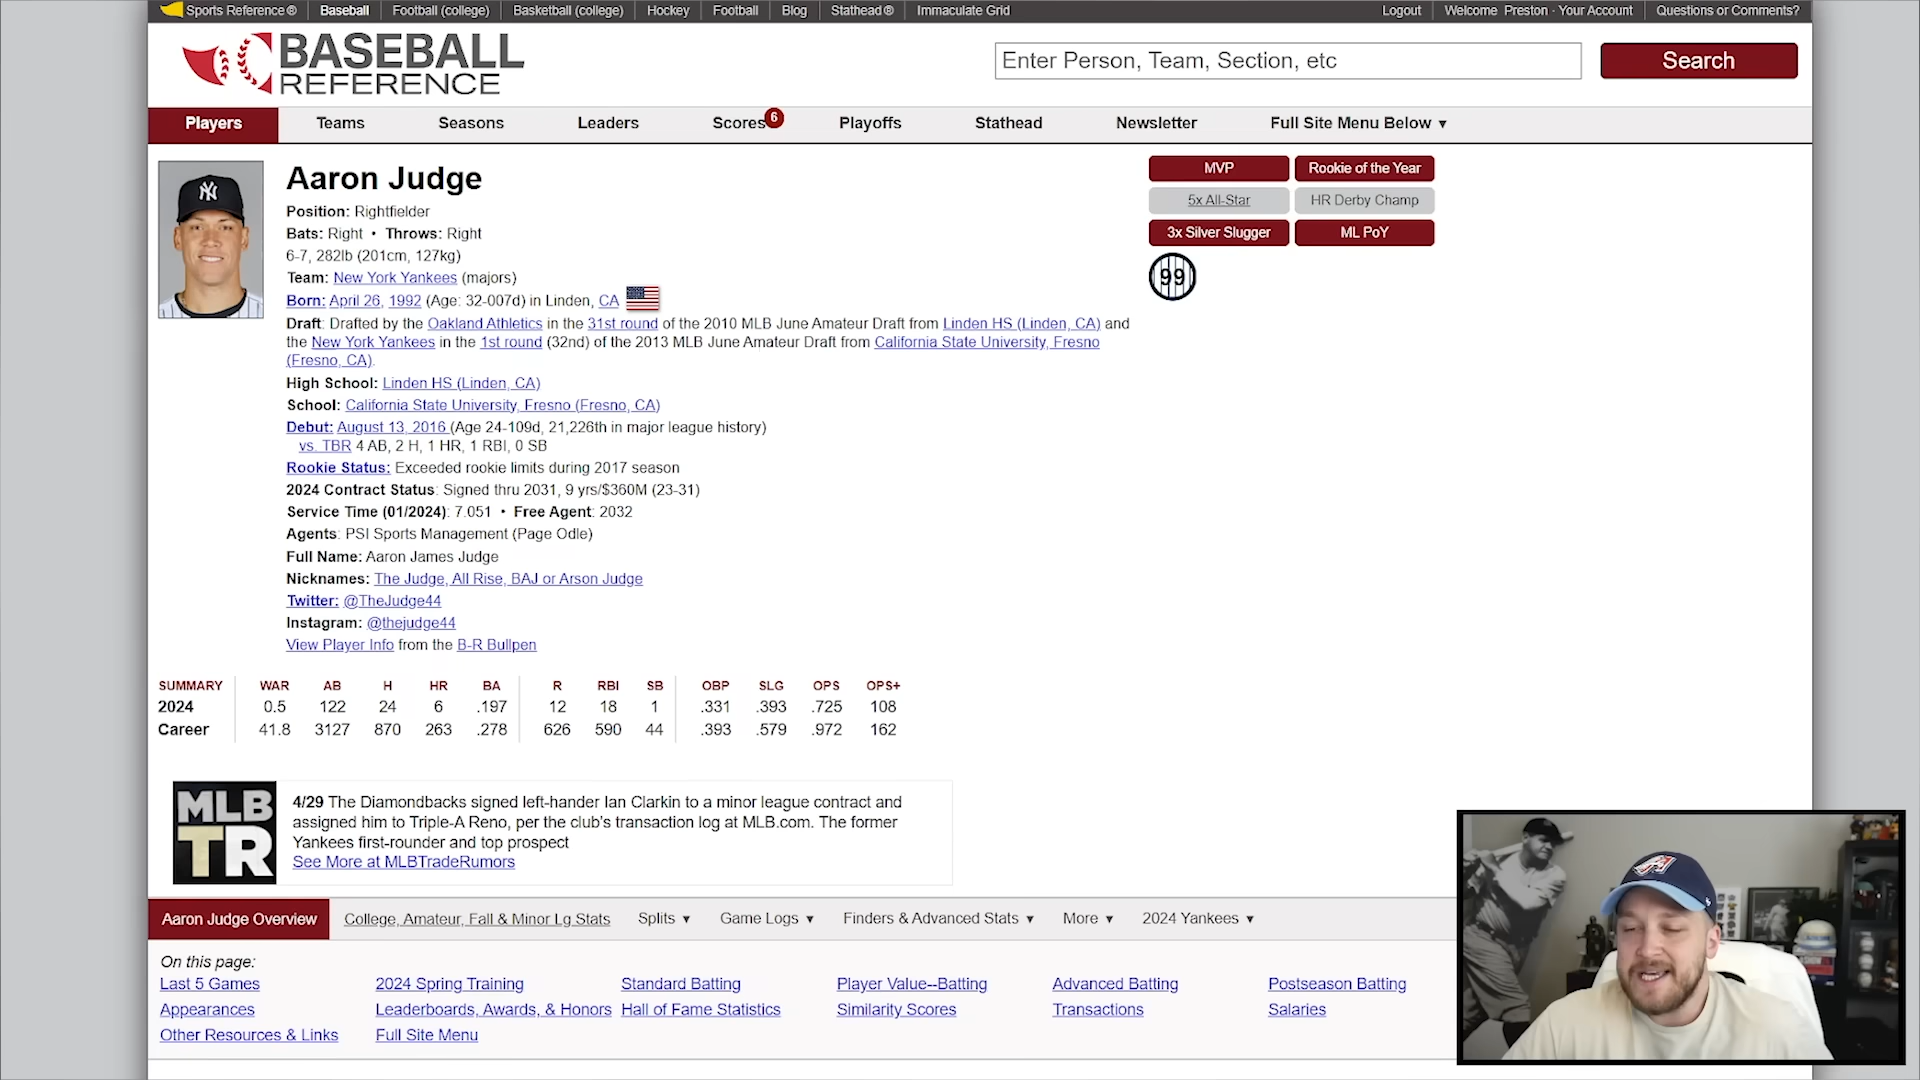 Sports Reference® Baseball Football (college) Basketball (college) Hockey Football Blog Stathead® Immaculate Grid Logout Welcome Preston · Your Account Questions or Comments?
BASEBALL
REFERENCE
Enter Person, Team, Section, etc Search
Players Teams Seasons Leaders Scores 6 Playoffs Stathead Newsletter Full Site Menu Below ▼
Aaron Judge
Position: Rightfielder
Bats: Right • Throws: Right
6-7, 282lb (201cm, 127kg)
Team: New York Yankees (majors)
Born: April 26, 1992 (Age: 32-007d) in Linden, CA
Draft: Drafted by the Oakland Athletics in the 31st round of the 2010 MLB June Amateur Draft from Linden HS (Linden, CA) and
the New York Yankees in the 1st round (32nd) of the 2013 MLB June Amateur Draft from California State University, Fresno
(Fresno, CA).
High School: Linden HS (Linden, CA)
School: California State University, Fresno (Fresno, CA)
Debut: August 13, 2016 (Age 24-109d, 21,226th in major league history)
vs. TBR 4 AB, 2 H, 1 HR, 1 RBI, 0 SB
Rookie Status: Exceeded rookie limits during 2017 season
2024 Contract Status: Signed thru 2031, 9 yrs/$360M (23-31)
Service Time (01/2024): 7.051 • Free Agent: 2032
Agents: PSI Sports Management (Page Odle)
Full Name: Aaron James Judge
Nicknames: The Judge, All Rise, BAJ or Arson Judge
Twitter: @TheJudge44
Instagram: @thejudge44
View Player Info from the B-R Bullpen
MVP Rookie of the Year
5x All-Star HR Derby Champ
3x Silver Slugger ML PoY
99
SUMMARY WAR AB H HR BA R RBI SB OBP SLG OPS OPS+
2024 0.5 122 24 6 .197 12 18 1 .331 .393 .725 108
Career 41.8 3127 870 263 .278 626 590 44 .393 .579 .972 162
MLB
TR
4/29 The Diamondbacks signed left-hander Ian Clarkin to a minor league contract and
assigned him to Triple-A Reno, per the club's transaction log at MLB.com. The former
Yankees first-rounder and top prospect
See More at MLBTradeRumors
Aaron Judge Overview College, Amateur, Fall & Minor Lg Stats Splits ▼ Game Logs ▼ Finders & Advanced Stats ▼ More ▼ 2024 Yankees ▼
On this page:
Last 5 Games 2024 Spring Training Standard Batting Player Value--Batting Advanced Batting Postseason Batting
Appearances Leaderboards, Awards, & Honors Hall of Fame Statistics Similarity Scores Transactions Salaries
Other Resources & Links Full Site Menu